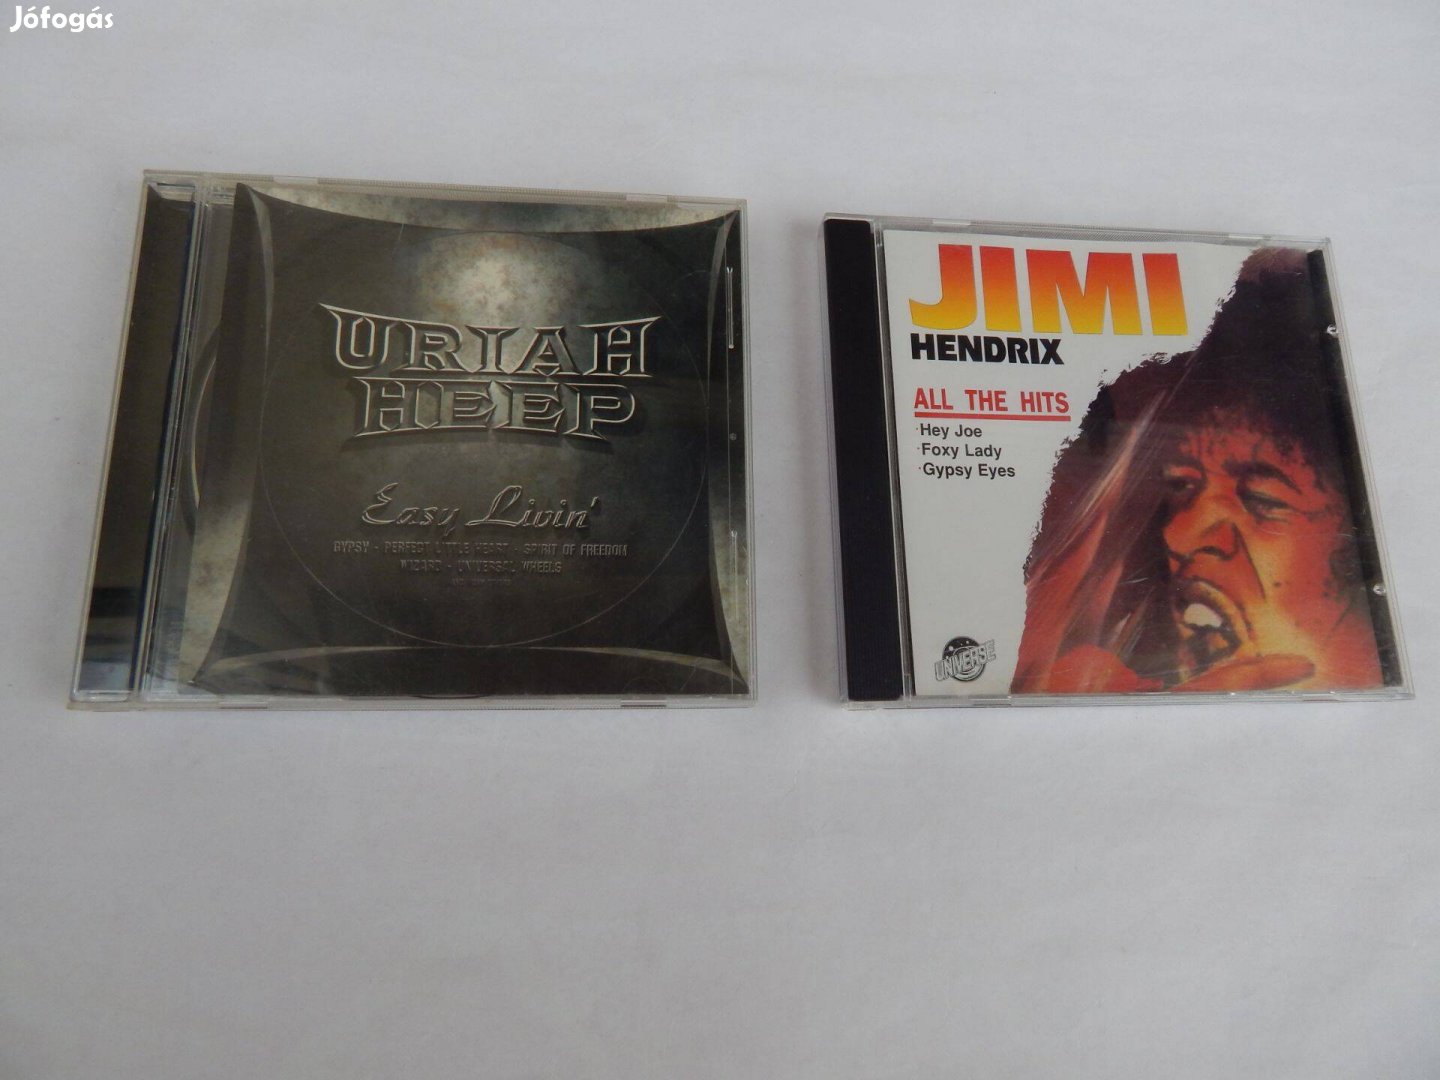 Jófogás
URIAH
HEEP
Easy Livin'
GYPSY - PERFECT LITTLE HEART - SPIRIT OF FREEDOM
WIZARD - UNIVERSAL WHEELS
JIMI
HENDRIX
ALL THE HITS
·Hey Joe
·Foxy Lady
·Gypsy Eyes
UNIVERSE